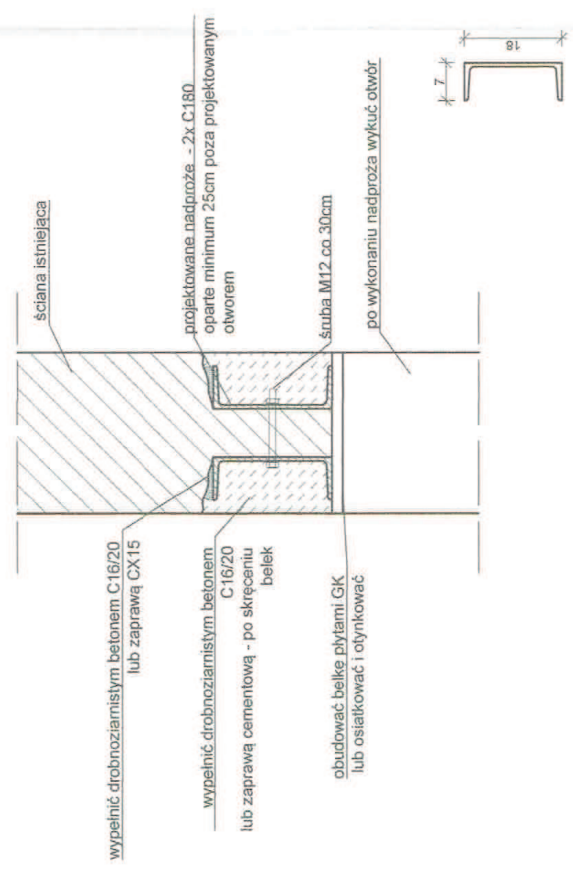 ściana istniejąca
wypełnić drobnoziarnistym betonem C16/20
lub zaprawą CX15
projektowane nadproże - 2x C180
oparte minimum 25cm poza projektowanym
otworem
wypełnić drobnoziarnistym betonem
C16/20
lub zaprawą cementową - po skręceniu
belek
śruba M12 co 30cm
obudować belkę płytami GK
lub osiatkować i otynkować
po wykonaniu nadproża wykuć otwór
7
18